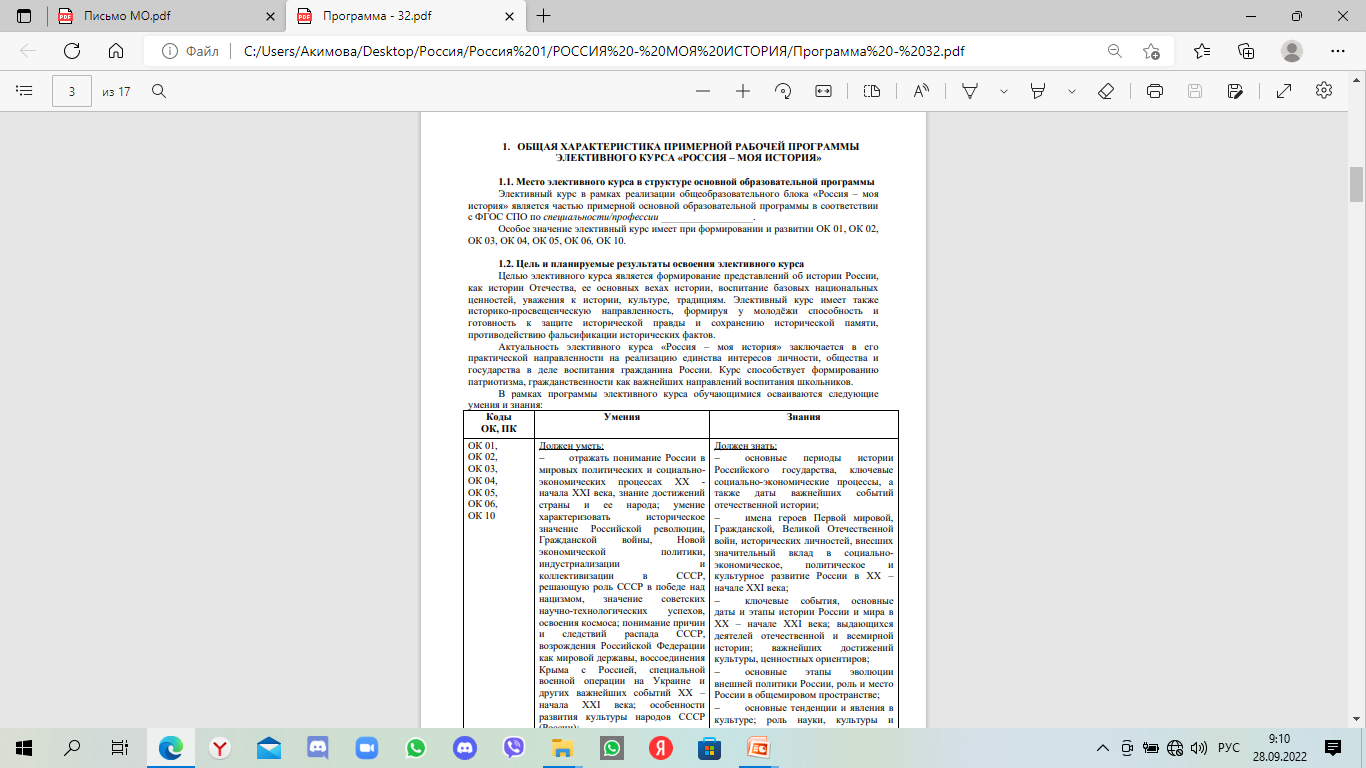 Письмо МО.pdf
Программа - 32.pdf
Файл
C:/Users/Акимова/Desktop/Россия/Россия%201/РОССИЯ%20-%20МОЯ%20ИСТОРИЯ/Программа%20-%2032.pdf
3 из 17
1. ОБЩАЯ ХАРАКТЕРИСТИКА ПРИМЕРНОЙ РАБОЧЕЙ ПРОГРАММЫ
ЭЛЕКТИВНОГО КУРСА «РОССИЯ – МОЯ ИСТОРИЯ»
1.1. Место элективного курса в структуре основной образовательной программы
Элективный курс в рамках реализации общеобразовательного блока «Россия – моя
история» является частью примерной основной образовательной программы в соответствии
с ФГОС СПО по специальности/профессии __________________.
Особое значение элективный курс имеет при формировании и развитии ОК 01, ОК 02,
ОК 03, ОК 04, ОК 05, ОК 06, ОК 10.
1.2. Цель и планируемые результаты освоения элективного курса
Целью элективного курса является формирование представлений об истории России,
как истории Отечества, ее основных вехах истории, воспитание базовых национальных
ценностей, уважения к истории, культуре, традициям. Элективный курс имеет также
историко-просвещенческую направленность, формируя у молодёжи способность и
готовность к защите исторической правды и сохранению исторической памяти,
противодействию фальсификации исторических фактов.
Актуальность элективного курса «Россия – моя история» заключается в его
практической направленности на реализацию единства интересов личности, общества и
государства в деле воспитания гражданина России. Курс способствует формированию
патриотизма, гражданственности как важнейших направлений воспитания школьников.
В рамках программы элективного курса обучающимися осваиваются следующие
умения и знания:
Коды
ОК, ПК
Умения
Знания
ОК 01,
ОК 02,
ОК 03,
ОК 04,
ОК 05,
ОК 06,
ОК 10
Должен уметь:
– отражать понимание России в
мировых политических и социально-
экономических процессах XX -
начала XXI века, знание достижений
страны и ее народа; умение
характеризовать историческое
значение Российской революции,
Гражданской войны, Новой
экономической политики,
индустриализации и
коллективизации в СССР,
решающую роль СССР в победе над
нацизмом, значение советских
научно-технологических успехов,
освоения космоса; понимание причин
и следствий распада СССР,
возрождения Российской Федерации
как мировой державы, воссоединения
Крыма с Россией, специальной
военной операции на Украине и
других важнейших событий XX –
начала XXI века; особенности
развития культуры народов СССР
(России);
Должен знать:
– основные периоды истории
Российского государства, ключевые
социально-экономические процессы, а
также даты важнейших событий
отечественной истории;
– имена героев Первой мировой,
Гражданской, Великой Отечественной
войн, исторических личностей, внесших
значительный вклад в социально-
экономическое, политическое и
культурное развитие России в XX –
начале XXI века;
– ключевые события, основные
даты и этапы истории России и мира в
XX – начале XXI века; выдающихся
деятелей отечественной и всемирной
истории; важнейших достижений
культуры, ценностных ориентиров;
– основные этапы эволюции
внешней политики России, роль и место
России в общемировом пространстве;
– основные тенденции и явления в
культуре; роль науки, культуры и
РУС
9:10
28.09.2022